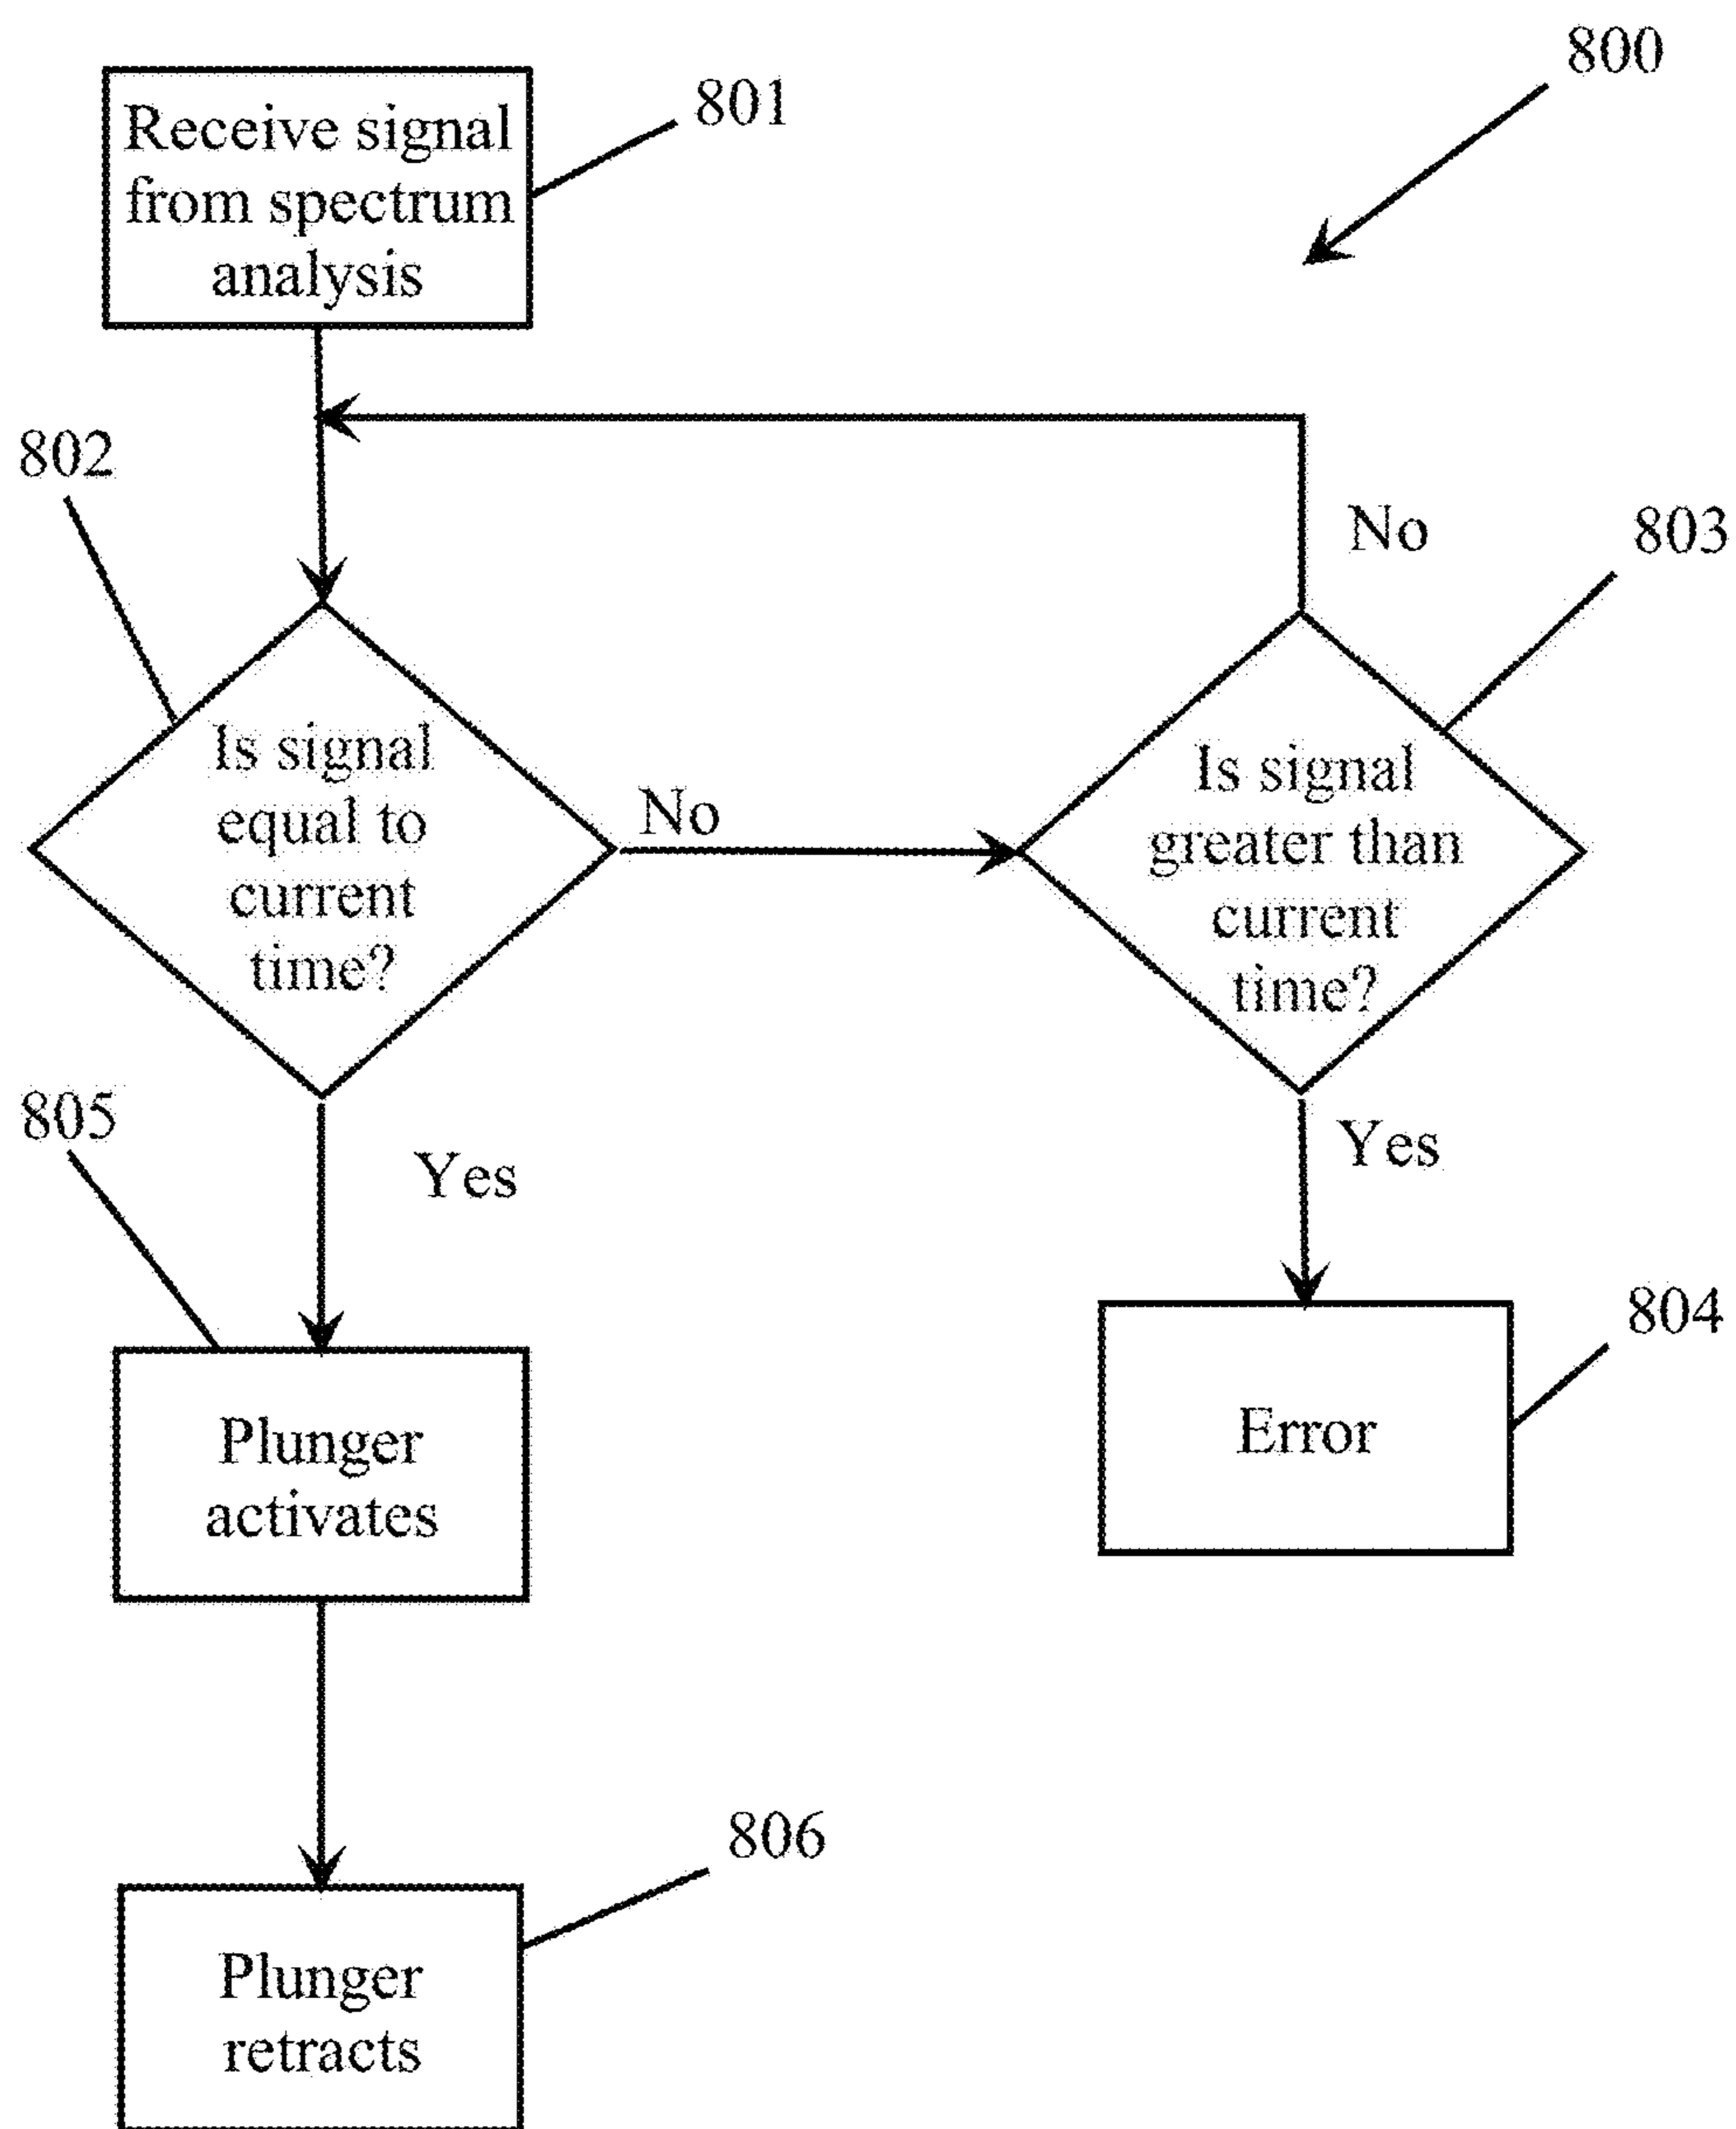 800
801
Receive signal
from spectrum
analysis
802
No
803
Is signal
equal to
current
time?
No
Is signal
greater than
current
time?
805
Yes
Yes
804
Plunger
activates
Error
806
Plunger
retracts